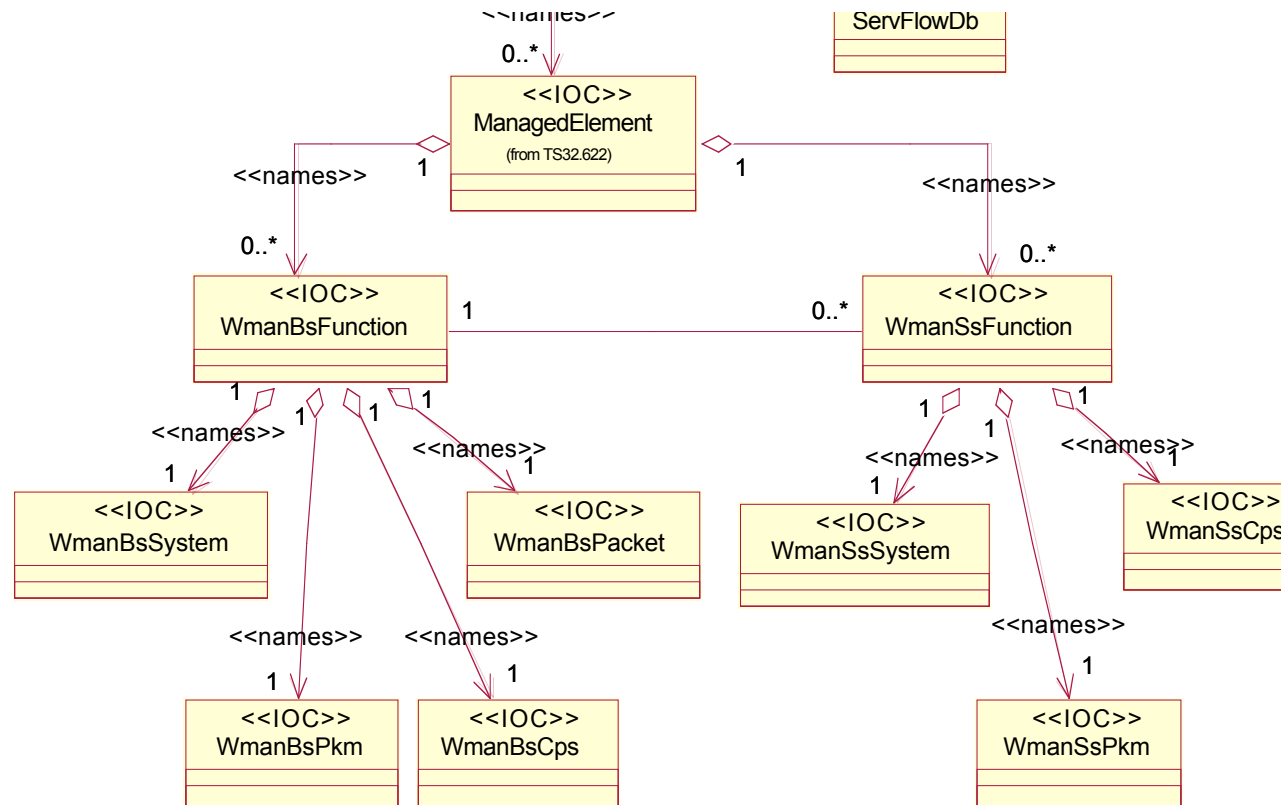 <<names>>
ServFlowDb
0..*
<<IOC>>
ManagedElement
(from TS32.622)
1
1
<<names>>
<<names>>
0..*
0..*
<<IOC>>
WmanBsFunction
1
0..*
<<IOC>>
WmanSsFunction
1
1
1
1
1
1
1
<<names>>
<<names>>
<<names>>
<<names>>
1
1
1
1
<<IOC>>
WmanBsSystem
<<IOC>>
WmanBsPacket
<<IOC>>
WmanSsSystem
<<IOC>>
WmanSsCps
<<names>>
<<names>>
<<names>>
1
1
1
<<IOC>>
WmanBsPkm
<<IOC>>
WmanBsCps
<<IOC>>
WmanSsPkm